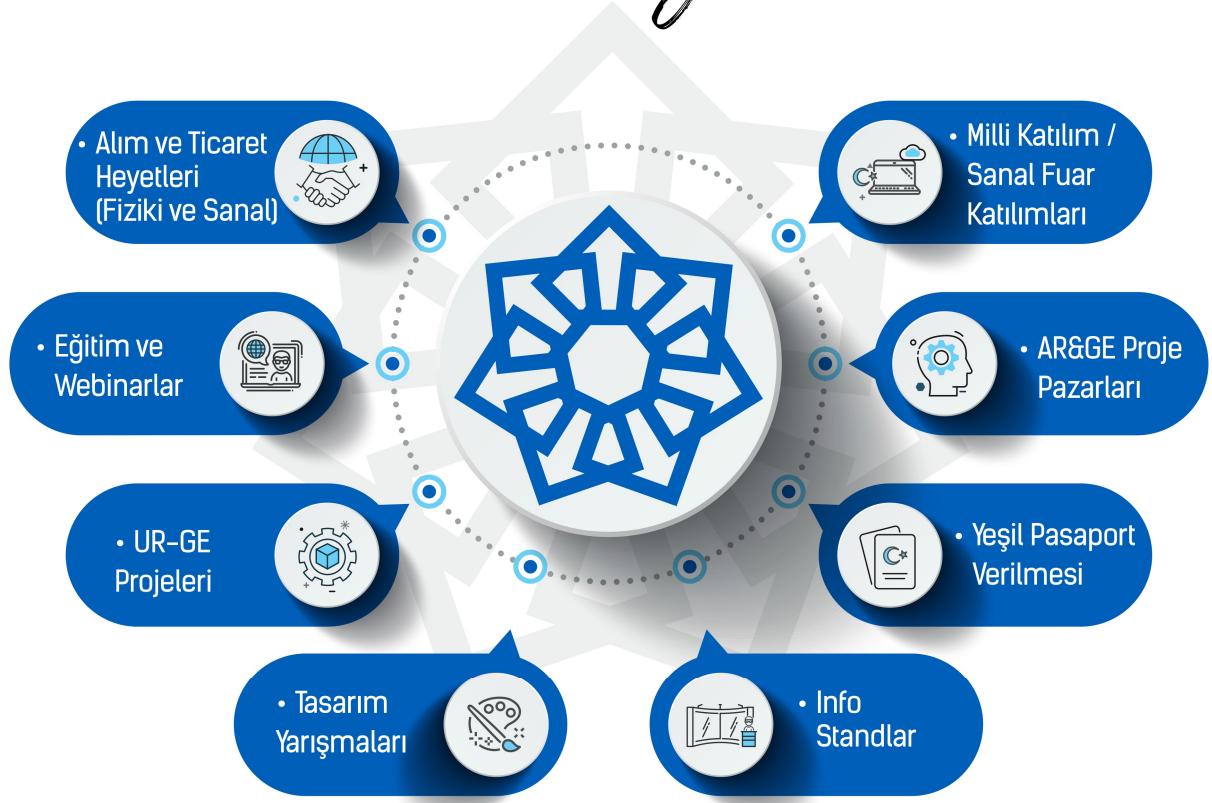 • Alım ve Ticaret
Heyetleri
(Fiziki ve Sanal)
• Eğitim ve
Webinarlar
• UR-GE
Projeleri
• Tasarım
Yarışmaları
• Milli Katılım /
Sanal Fuar
Katılımları
• AR&GE Proje
Pazarları
• Yeşil Pasaport
Verilmesi
• Info
Standlar